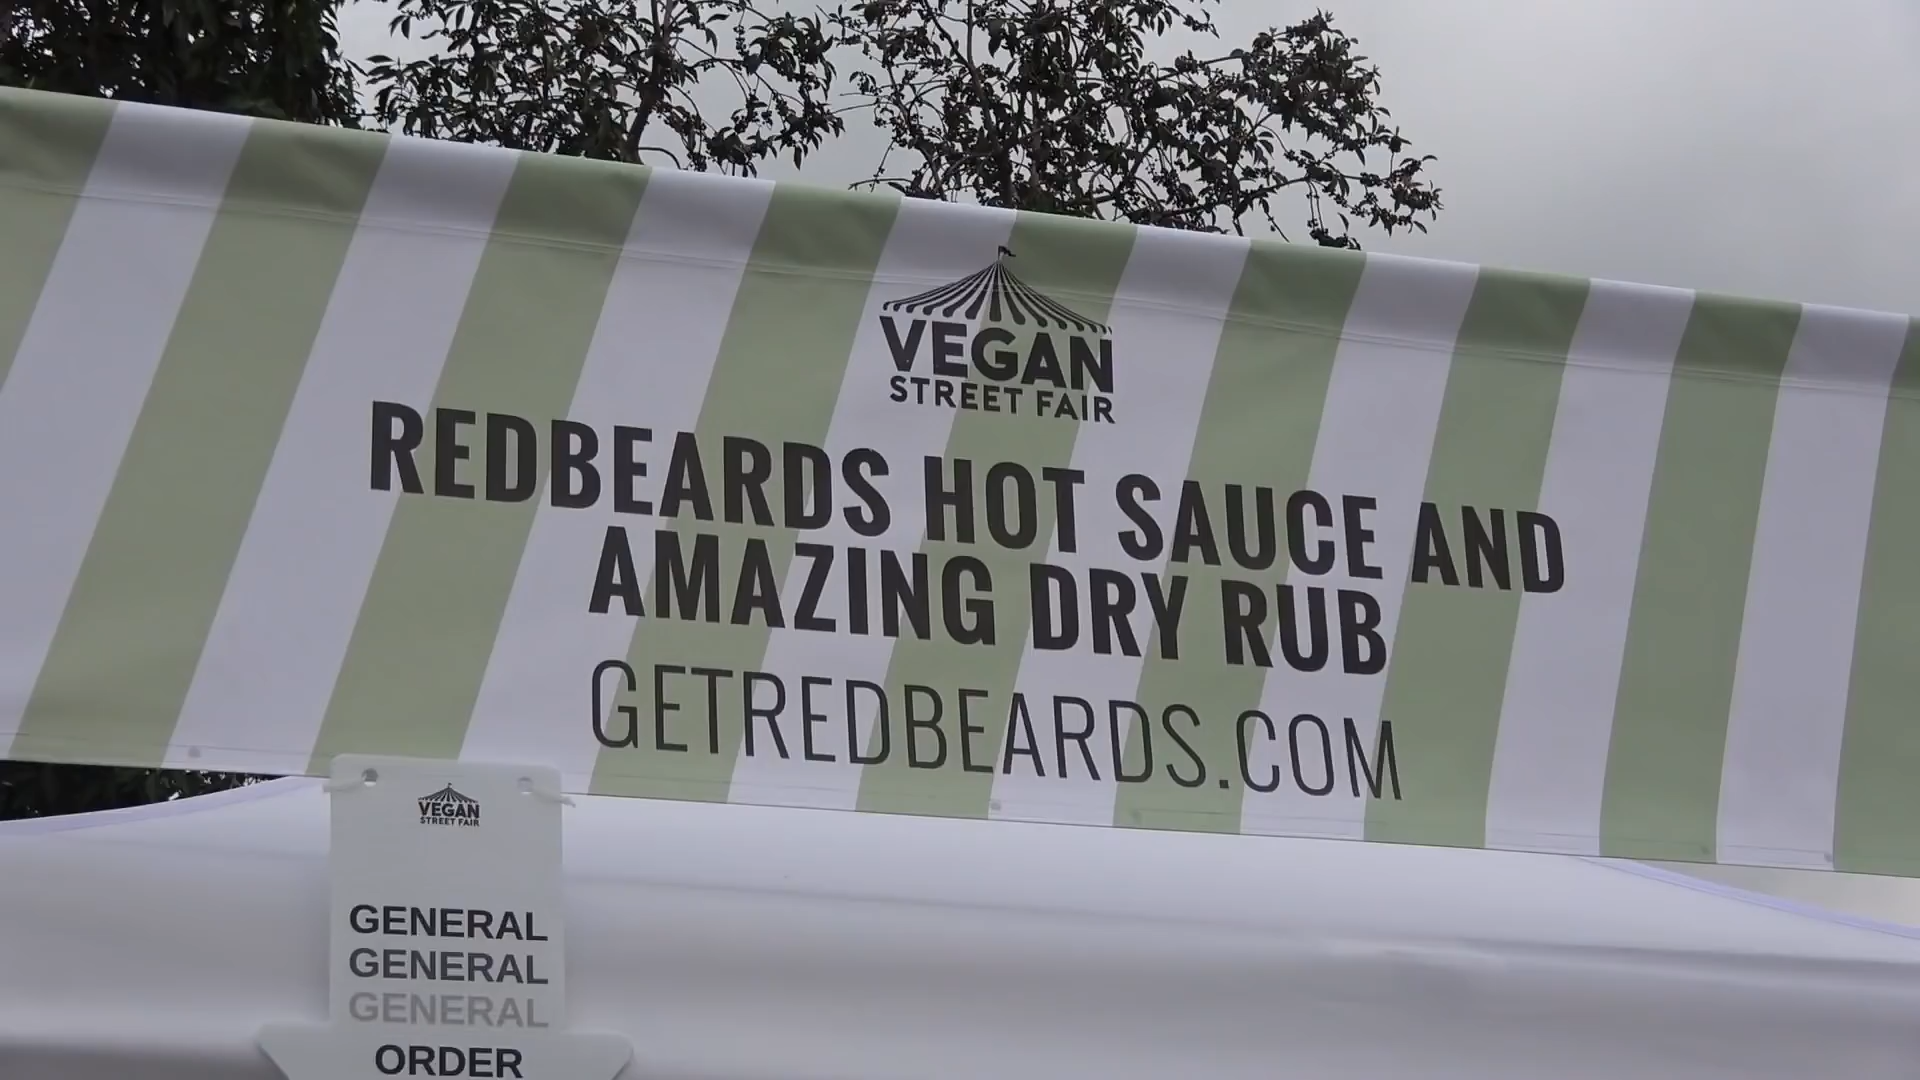 VEGAN
STREET FAIR
REDBEARDS HOT SAUCE AND
AMAZING DRY RUB
GETREDBEARDS.COM
VEGAN
STREET FAIR
GENERAL
GENERAL
GENERAL
ORDER